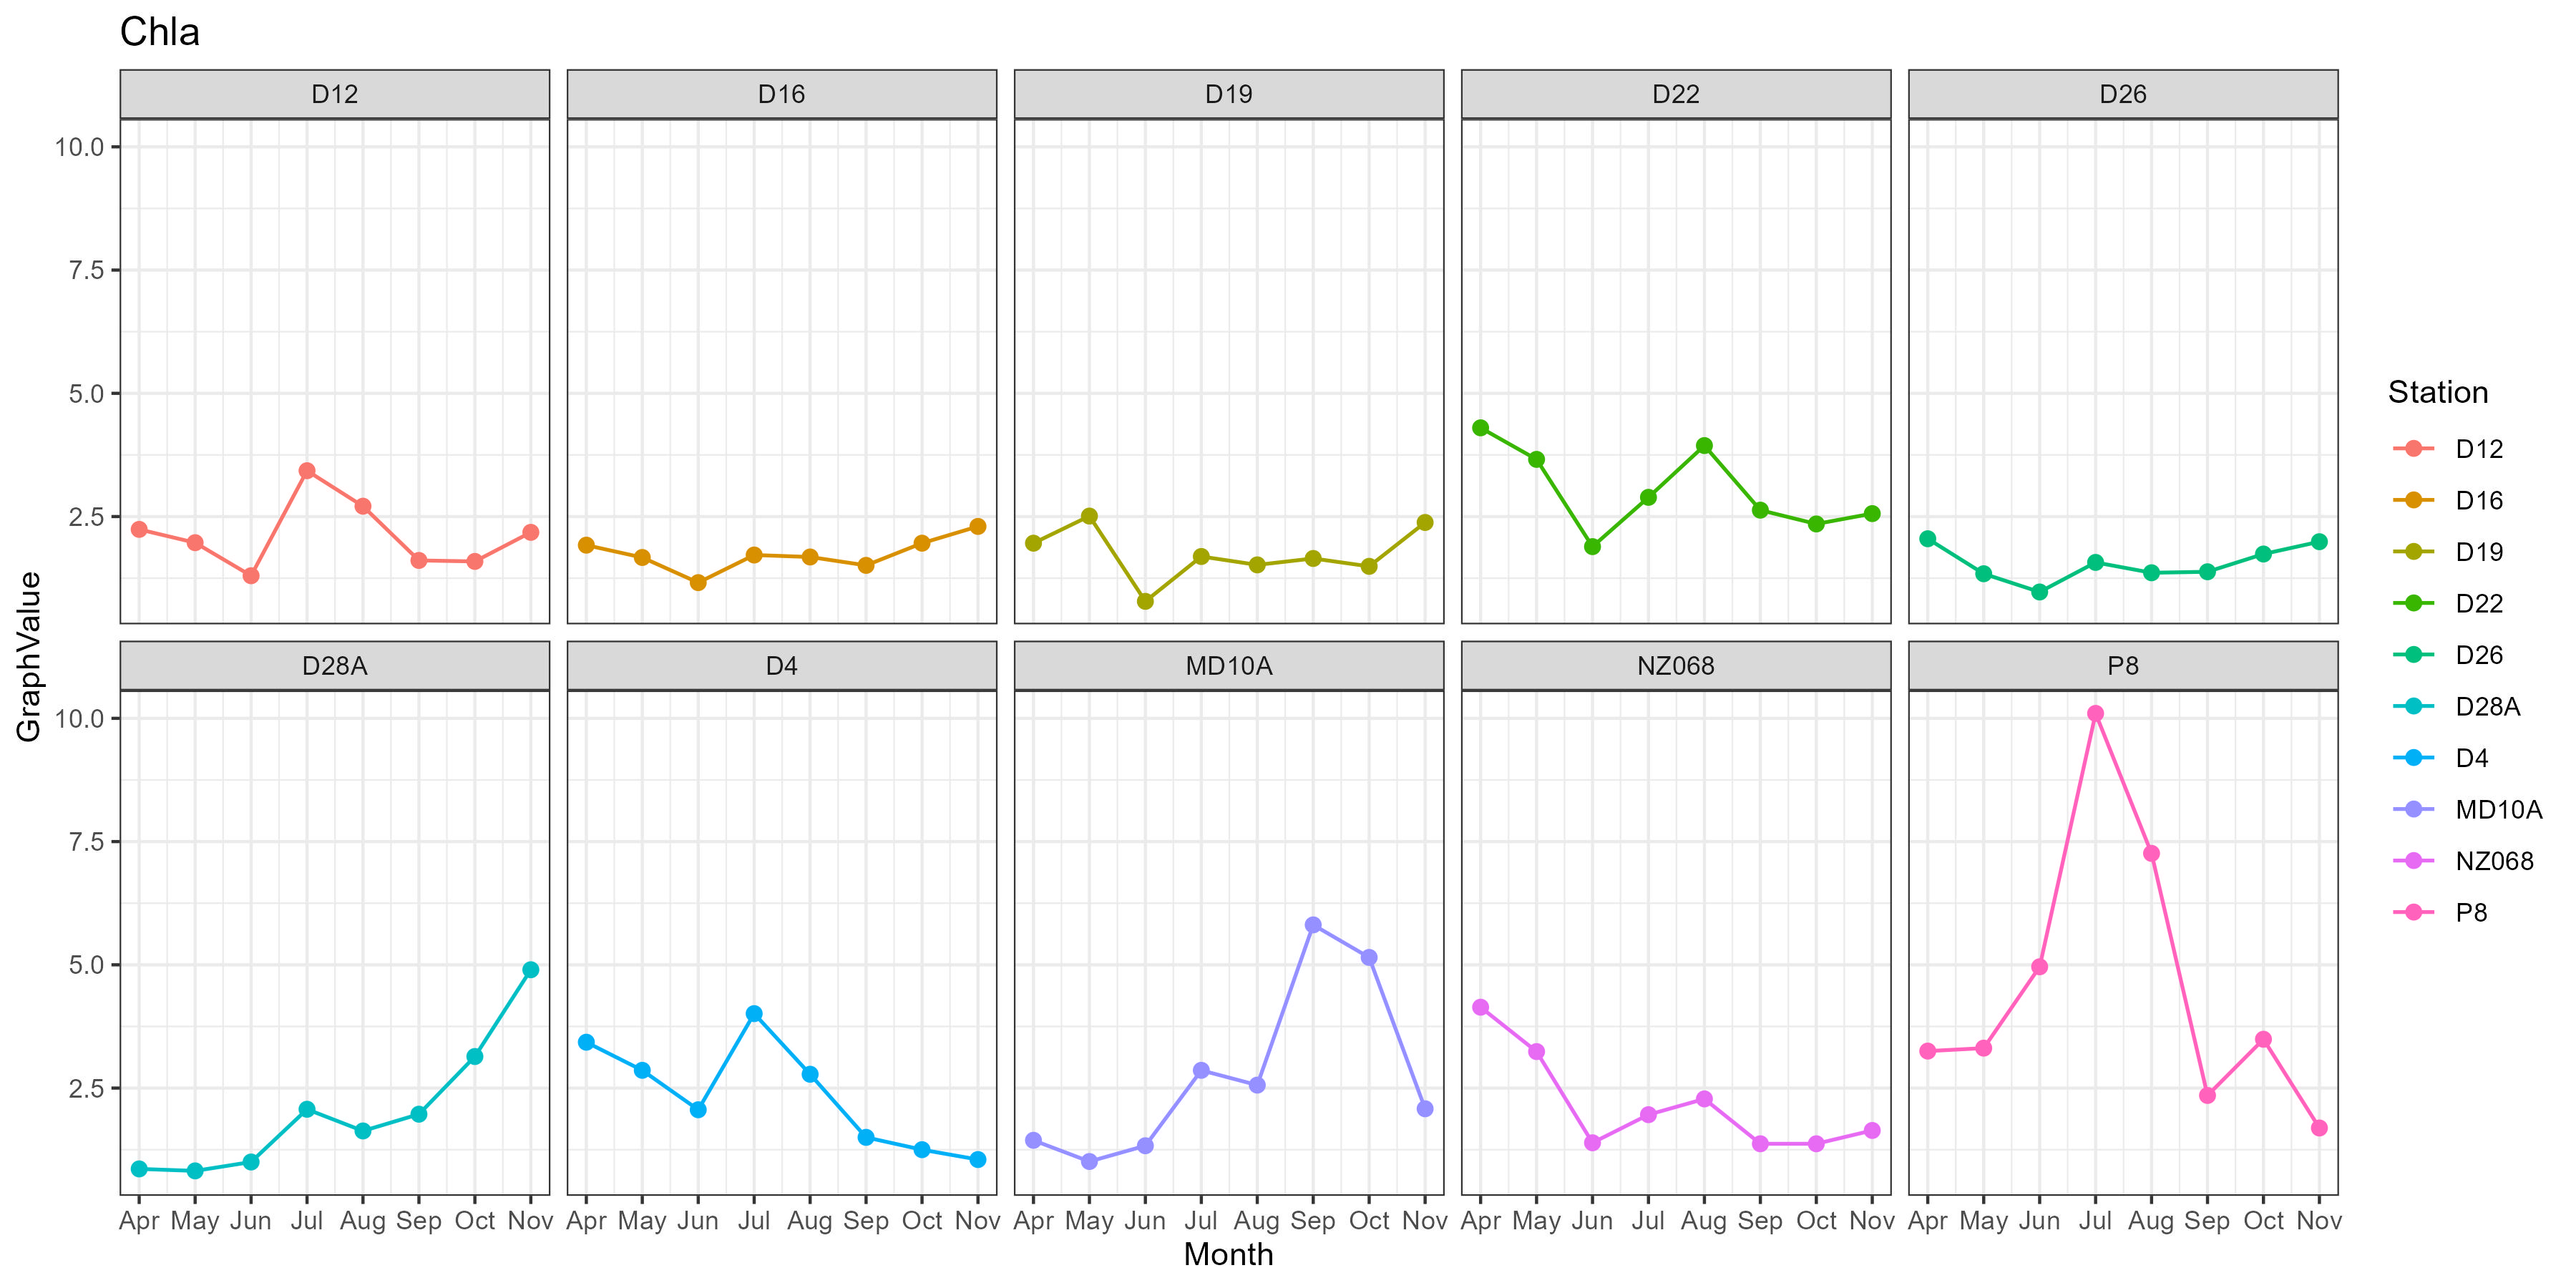 Chla
D12 D16 D19 D22 D26
10.0
7.5
5.0
2.5
D28A D4 MD10A NZ068 P8
10.0
7.5
5.0
2.5
GraphValue
Apr May Jun Jul Aug Sep Oct Nov Apr May Jun Jul Aug Sep Oct Nov Apr May Jun Jul Aug Sep Oct Nov Apr May Jun Jul Aug Sep Oct Nov Apr May Jun Jul Aug Sep Oct Nov
Month
Station
D12
D16
D19
D22
D26
D28A
D4
MD10A
NZ068
P8